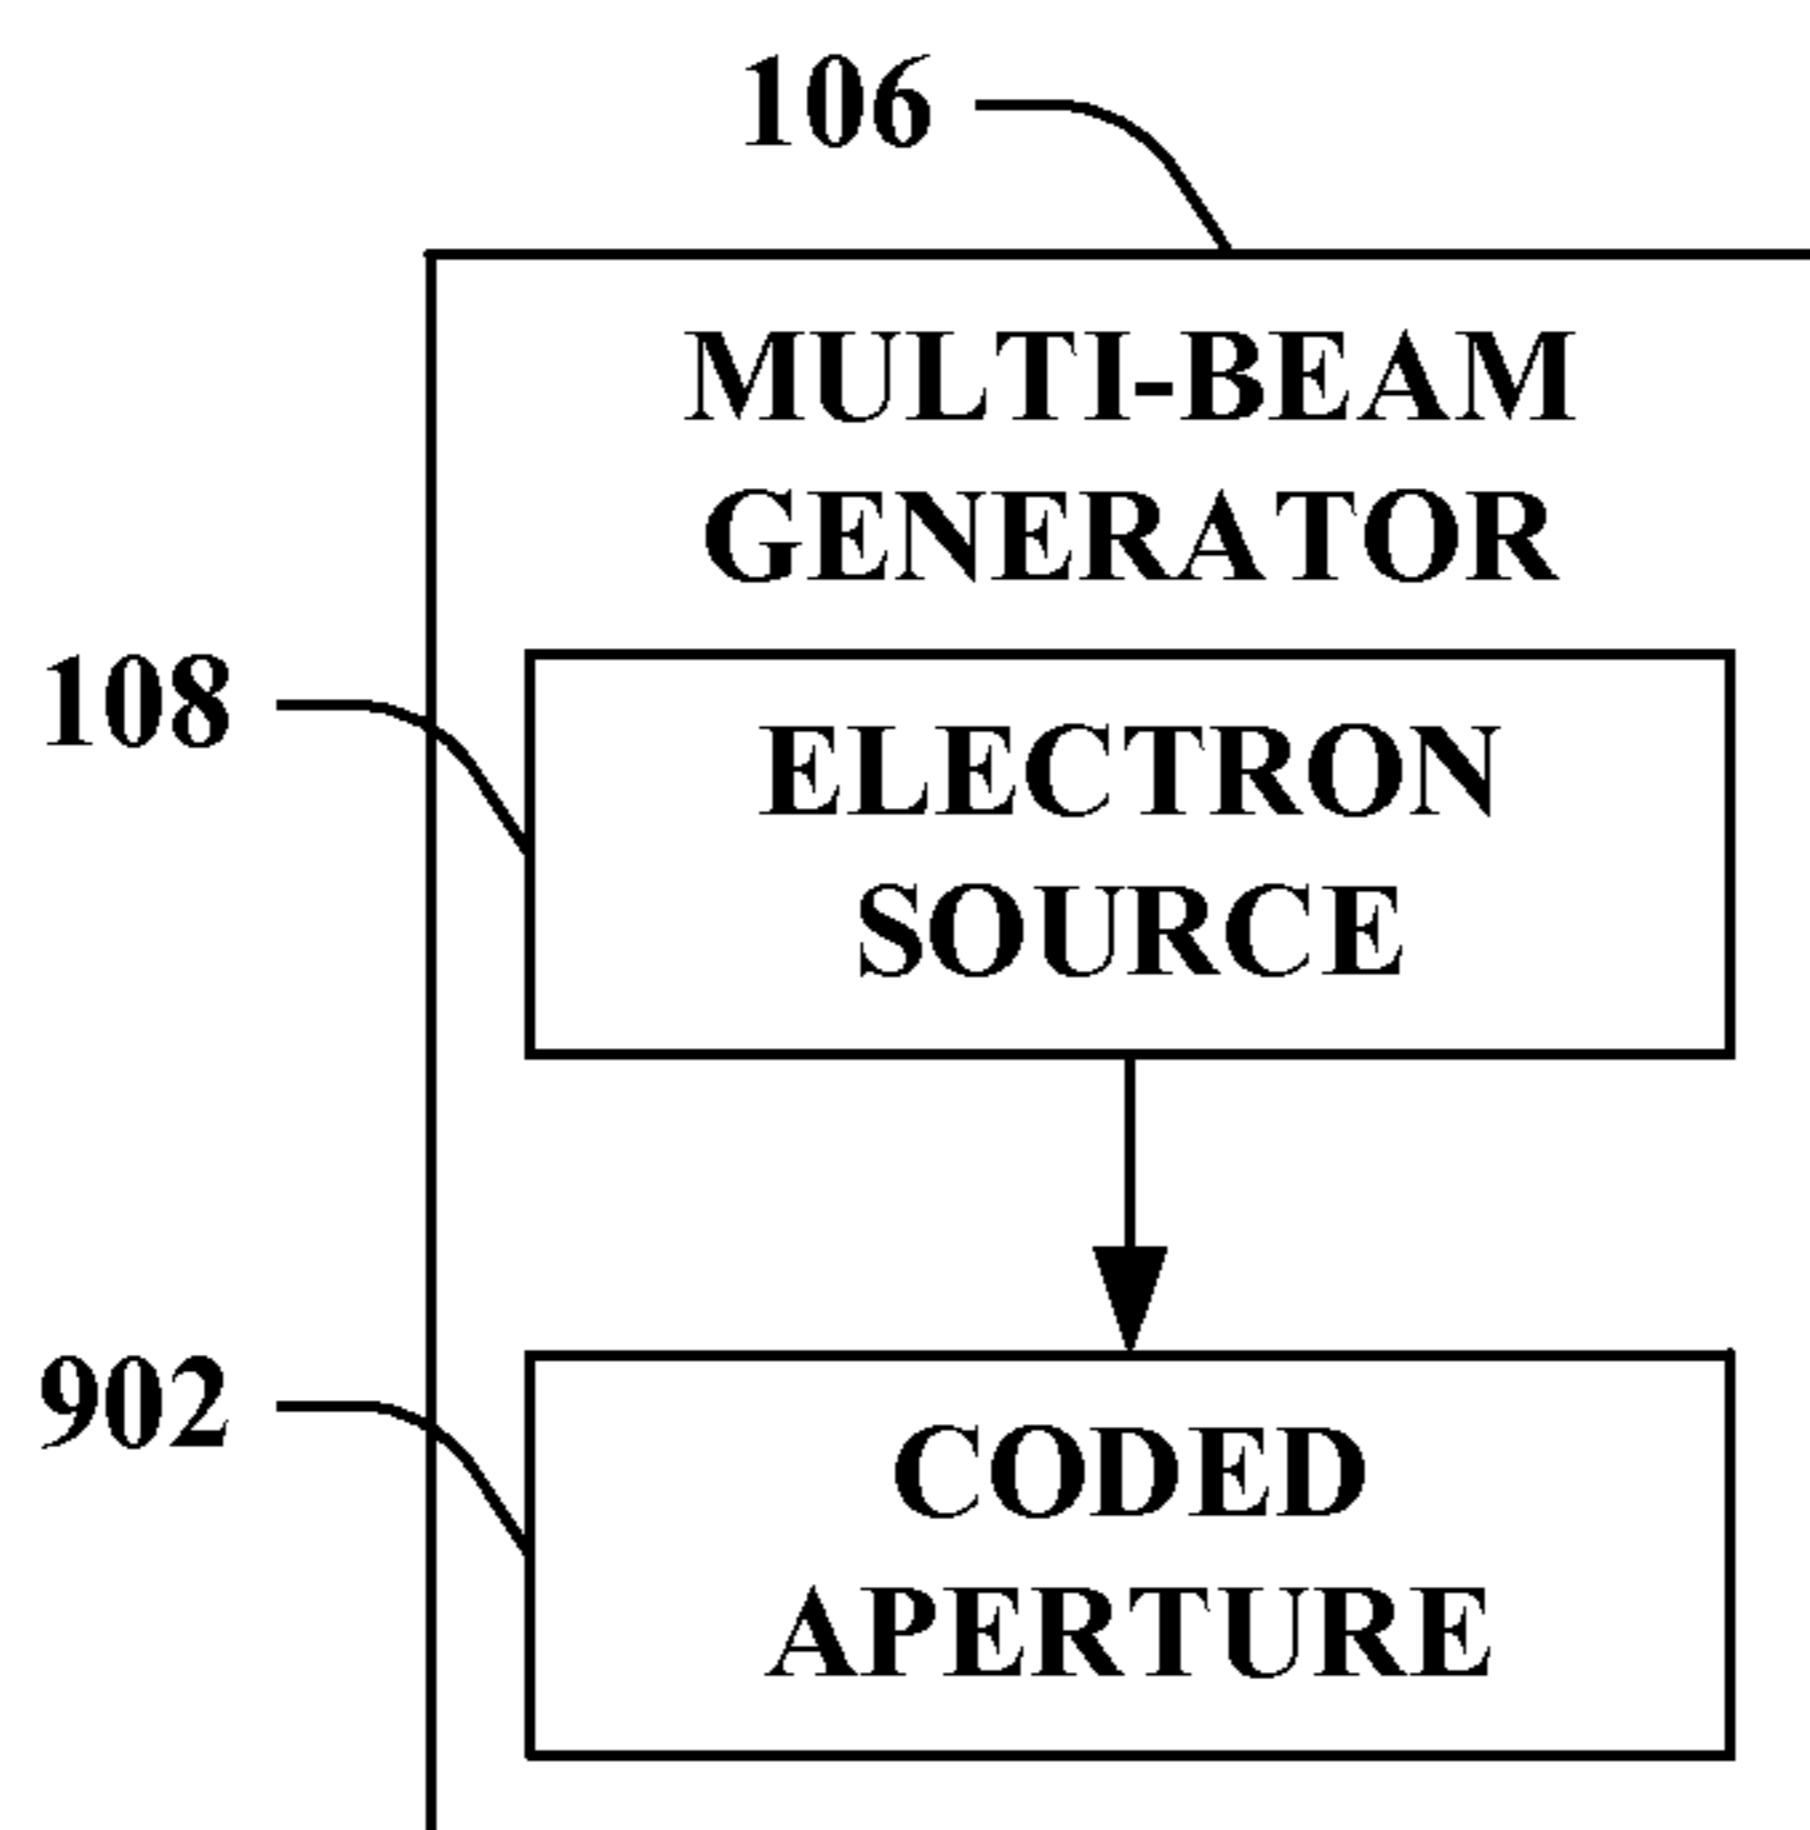 106
MULTI-BEAM
GENERATOR
108
ELECTRON
SOURCE
902
CODED
APERTURE